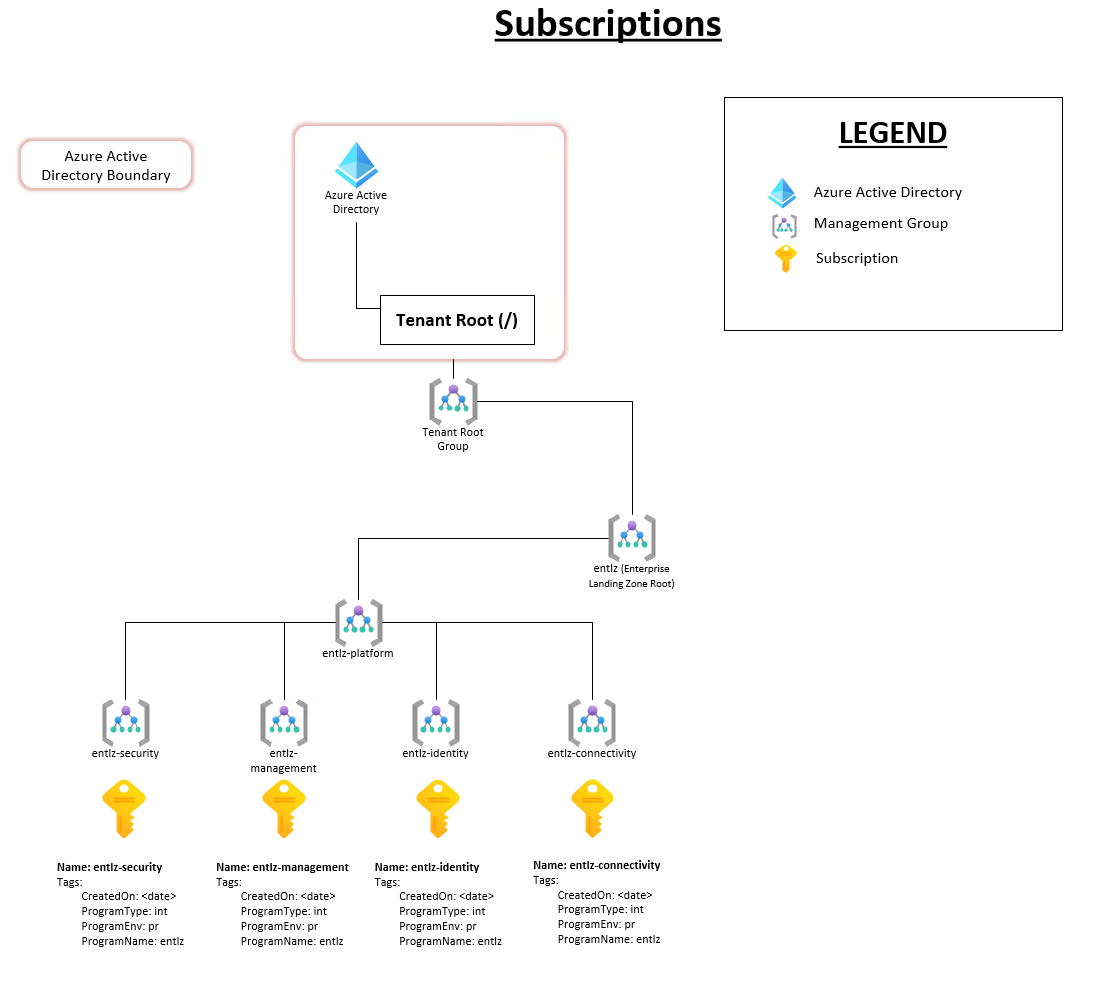 Subscriptions
Azure Active
Directory Boundary
Azure Active
Directory
Tenant Root (/)
LEGEND
Azure Active Directory
Management Group
Subscription
Tenant Root
Group
entlz (Enterprise
Landing Zone Root)
entlz-platform
entlz-security
entlz-
management
entlz-identity
entlz-connectivity
Name: entlz-security
Tags:
CreatedOn: <date>
ProgramType: int
ProgramEnv: pr
ProgramName: entlz
Name: entlz-management
Tags:
CreatedOn: <date>
ProgramType: int
ProgramEnv: pr
ProgramName: entlz
Name: entlz-identity
Tags:
CreatedOn: <date>
ProgramType: int
ProgramEnv: pr
ProgramName: entlz
Name: entlz-connectivity
Tags:
CreatedOn: <date>
ProgramType: int
ProgramEnv: pr
ProgramName: entlz